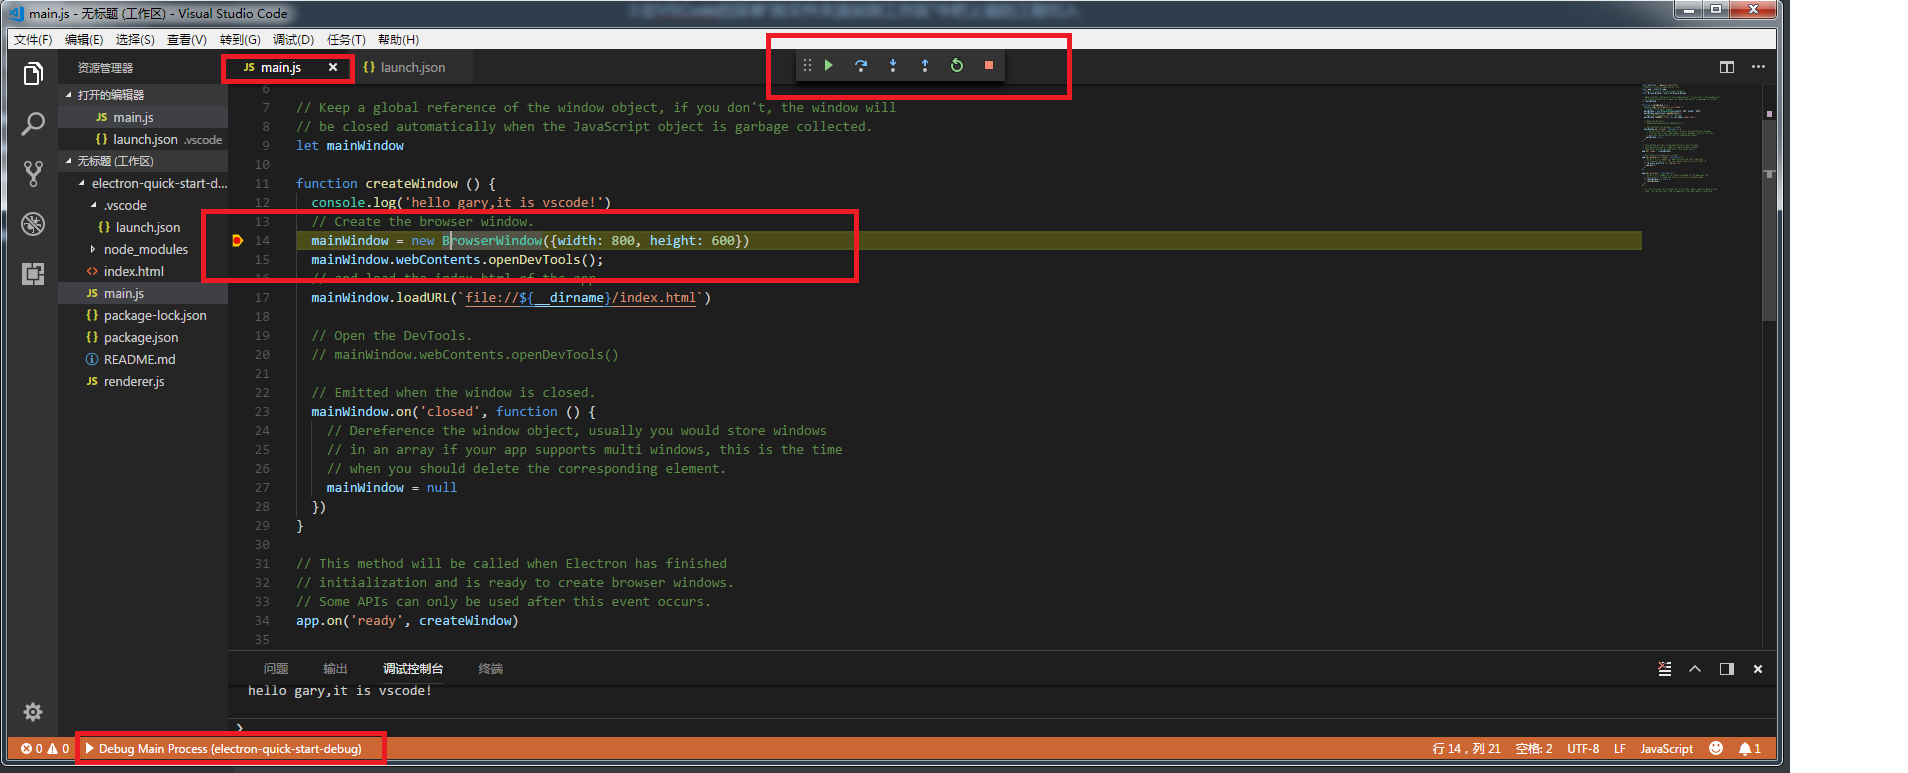 main.js - 无标题 (工作区) - Visual Studio Code
文件(F) 编辑(E) 选择(S) 查看(V) 转到(G) 调试(D) 任务(T) 帮助(H)
资源管理器
main.js
launch.json
打开的编辑器
main.js
launch.json .vscode
无标题 (工作区)
electron-quick-start-d...
.vscode
launch.json
node_modules
index.html
main.js
package-lock.json
package.json
README.md
renderer.js
6
7 // Keep a global reference of the window object, if you don't, the window will
8 // be closed automatically when the JavaScript object is garbage collected.
9 let mainWindow
10
11 function createWindow () {
12 console.log('hello gary,it is vscode!')
13 // Create the browser window.
14 mainWindow = new BrowserWindow({width: 800, height: 600})
15 mainWindow.webContents.openDevTools();
16 // and load the index.html of the app.
17 mainWindow.loadURL(`file://${__dirname}/index.html`)
18
19 // Open the DevTools.
20 // mainWindow.webContents.openDevTools()
21
22 // Emitted when the window is closed.
23 mainWindow.on('closed', function () {
24 // Dereference the window object, usually you would store windows
25 // in an array if your app supports multi windows, this is the time
26 // when you should delete the corresponding element.
27 mainWindow = null
28 })
29 }
30
31 // This method will be called when Electron has finished
32 // initialization and is ready to create browser windows.
33 // Some APIs can only be used after this event occurs.
34 app.on('ready', createWindow)
35
问题 输出 调试控制台 终端
hello gary,it is vscode!
0 0 Debug Main Process (electron-quick-start-debug)
行 14，列 21 空格: 2 UTF-8 LF JavaScript 1